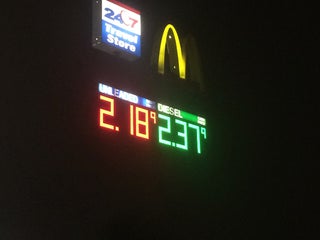 24/7
Travel
Store
UNLEADED DIESEL
2.18⁹ 2.37⁹